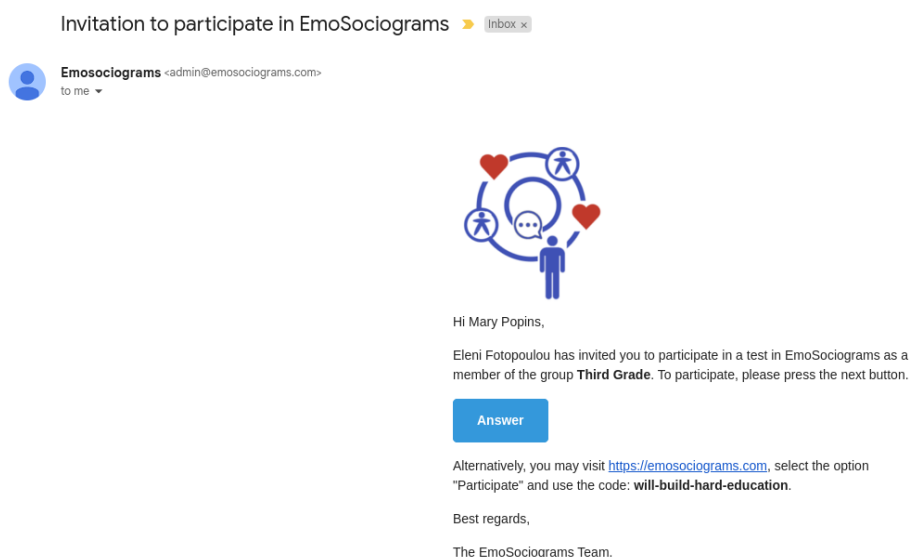 Invitation to participate in EmoSociograms
Inbox ×
Emosociograms <admin@emosociograms.com>
to me
Hi Mary Popins,
Eleni Fotopoulou has invited you to participate in a test in EmoSociograms as a
member of the group Third Grade. To participate, please press the next button.
Answer
Alternatively, you may visit https://emosociograms.com, select the option
"Participate" and use the code: will-build-hard-education.
Best regards,
The EmoSociograms Team.